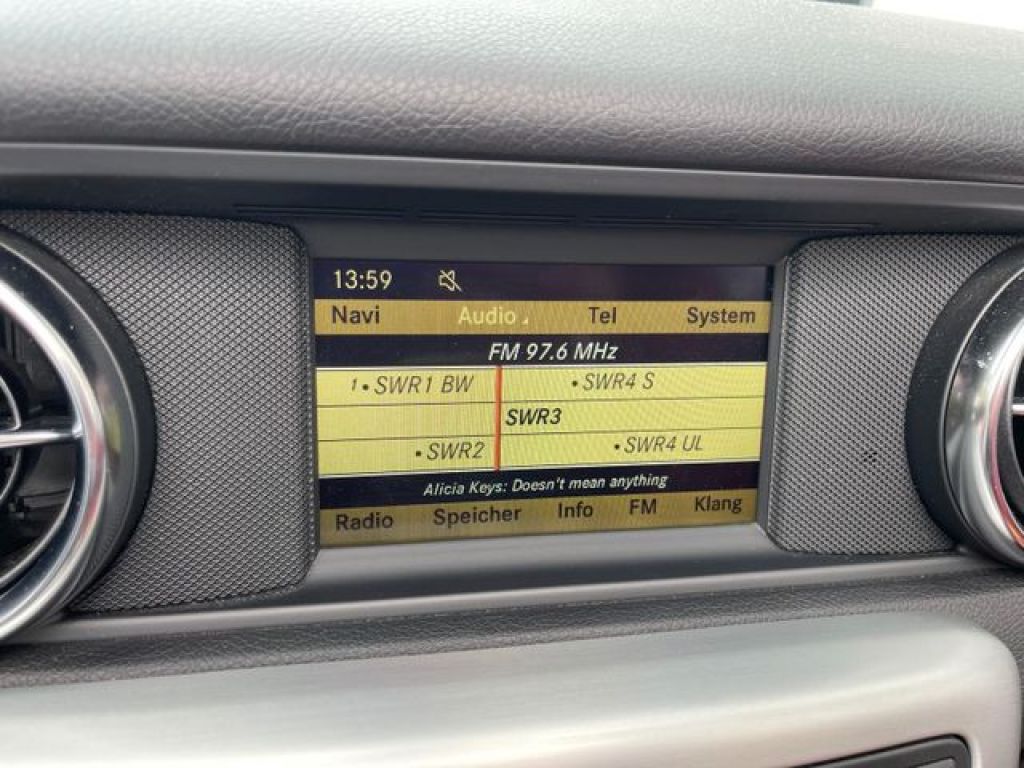 13:59
Navi Audio Tel System
FM 97.6 MHz
1 • SWR1 BW • SWR4 S
SWR3
• SWR2 • SWR4 UL
Alicia Keys: Doesn't mean anything
Radio Speicher Info FM Klang